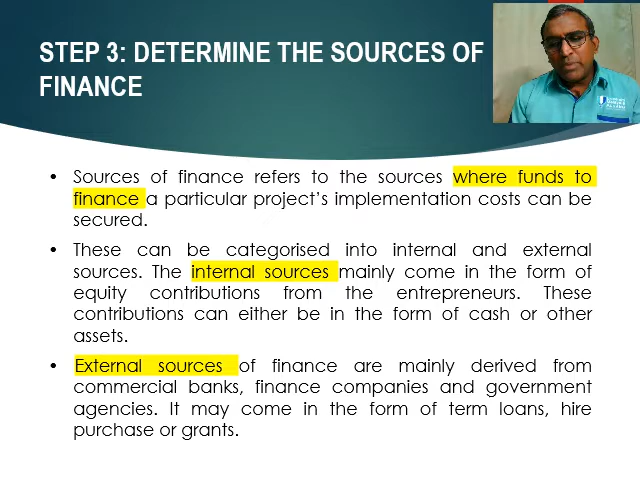 STEP 3: DETERMINE THE SOURCES OF
FINANCE
• Sources of finance refers to the sources where funds to
finance a particular project's implementation costs can be
secured.
• These can be categorised into internal and external
sources. The internal sources mainly come in the form of
equity contributions from the entrepreneurs. These
contributions can either be in the form of cash or other
assets.
• External sources of finance are mainly derived from
commercial banks, finance companies and government
agencies. It may come in the form of term loans, hire
purchase or grants.